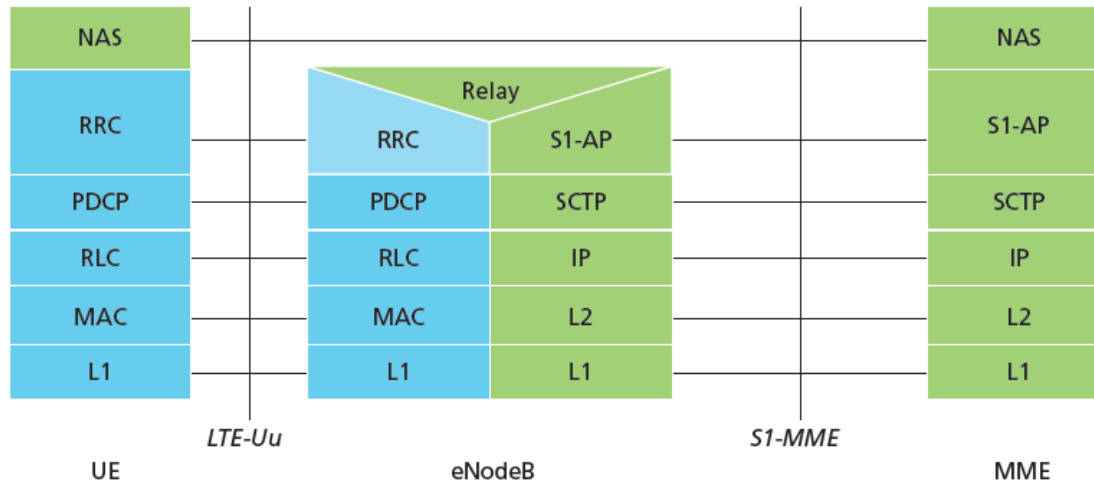 NAS NAS
Relay
RRC RRC S1-AP S1-AP
PDCP PDCP SCTP SCTP
RLC RLC IP IP
MAC MAC L2 L2
L1 L1 L1 L1
LTE-Uu S1-MME
UE eNodeB MME